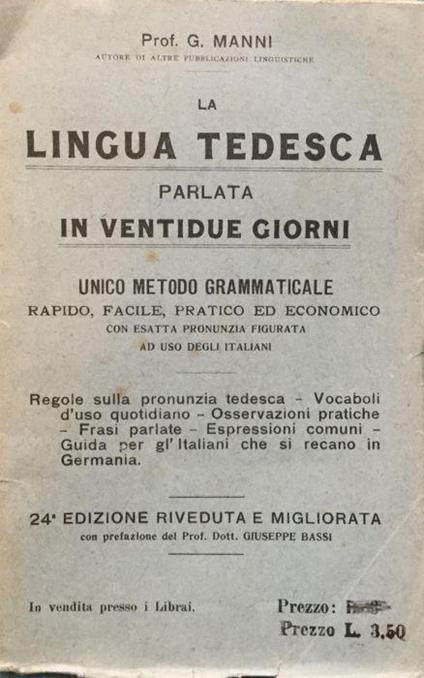 Prof. G. MANNI
AUTORE DI ALTRE PUBBLICAZIONI LINGUISTICHE
LA
LINGUA TEDESCA
PARLATA
IN VENTIDUE GIORNI
UNICO METODO GRAMMATICALE
RAPIDO, FACILE, PRATICO ED ECONOMICO
CON ESATTA PRONUNZIA FIGURATA
AD USO DEGLI ITALIANI
Regole sulla pronunzia tedesca – Vocaboli
d'uso quotidiano – Osservazioni pratiche
– Frasi parlate – Espressioni comuni –
Guida per gl'Italiani che si recano in
Germania.
24ª EDIZIONE RIVEDUTA E MIGLIORATA
con prefazione del Prof. Dott. GIUSEPPE BASSI
In vendita presso i Librai.
Prezzo:
Prezzo L. 3,50